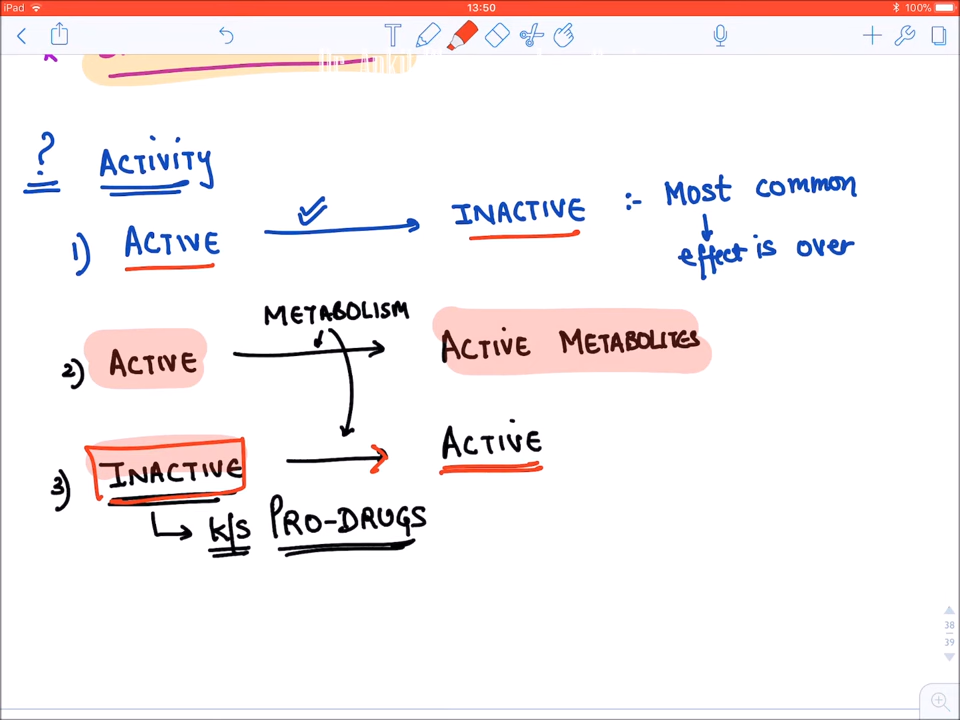 iPad 13:50 100%
? ACTIVITY
1) ACTIVE → INACTIVE :- Most common
↓
effect is over
METABOLISM
2) ACTIVE → ACTIVE METABOLITES
3) INACTIVE → ACTIVE
↳ K/S PRO-DRUGS
38
39